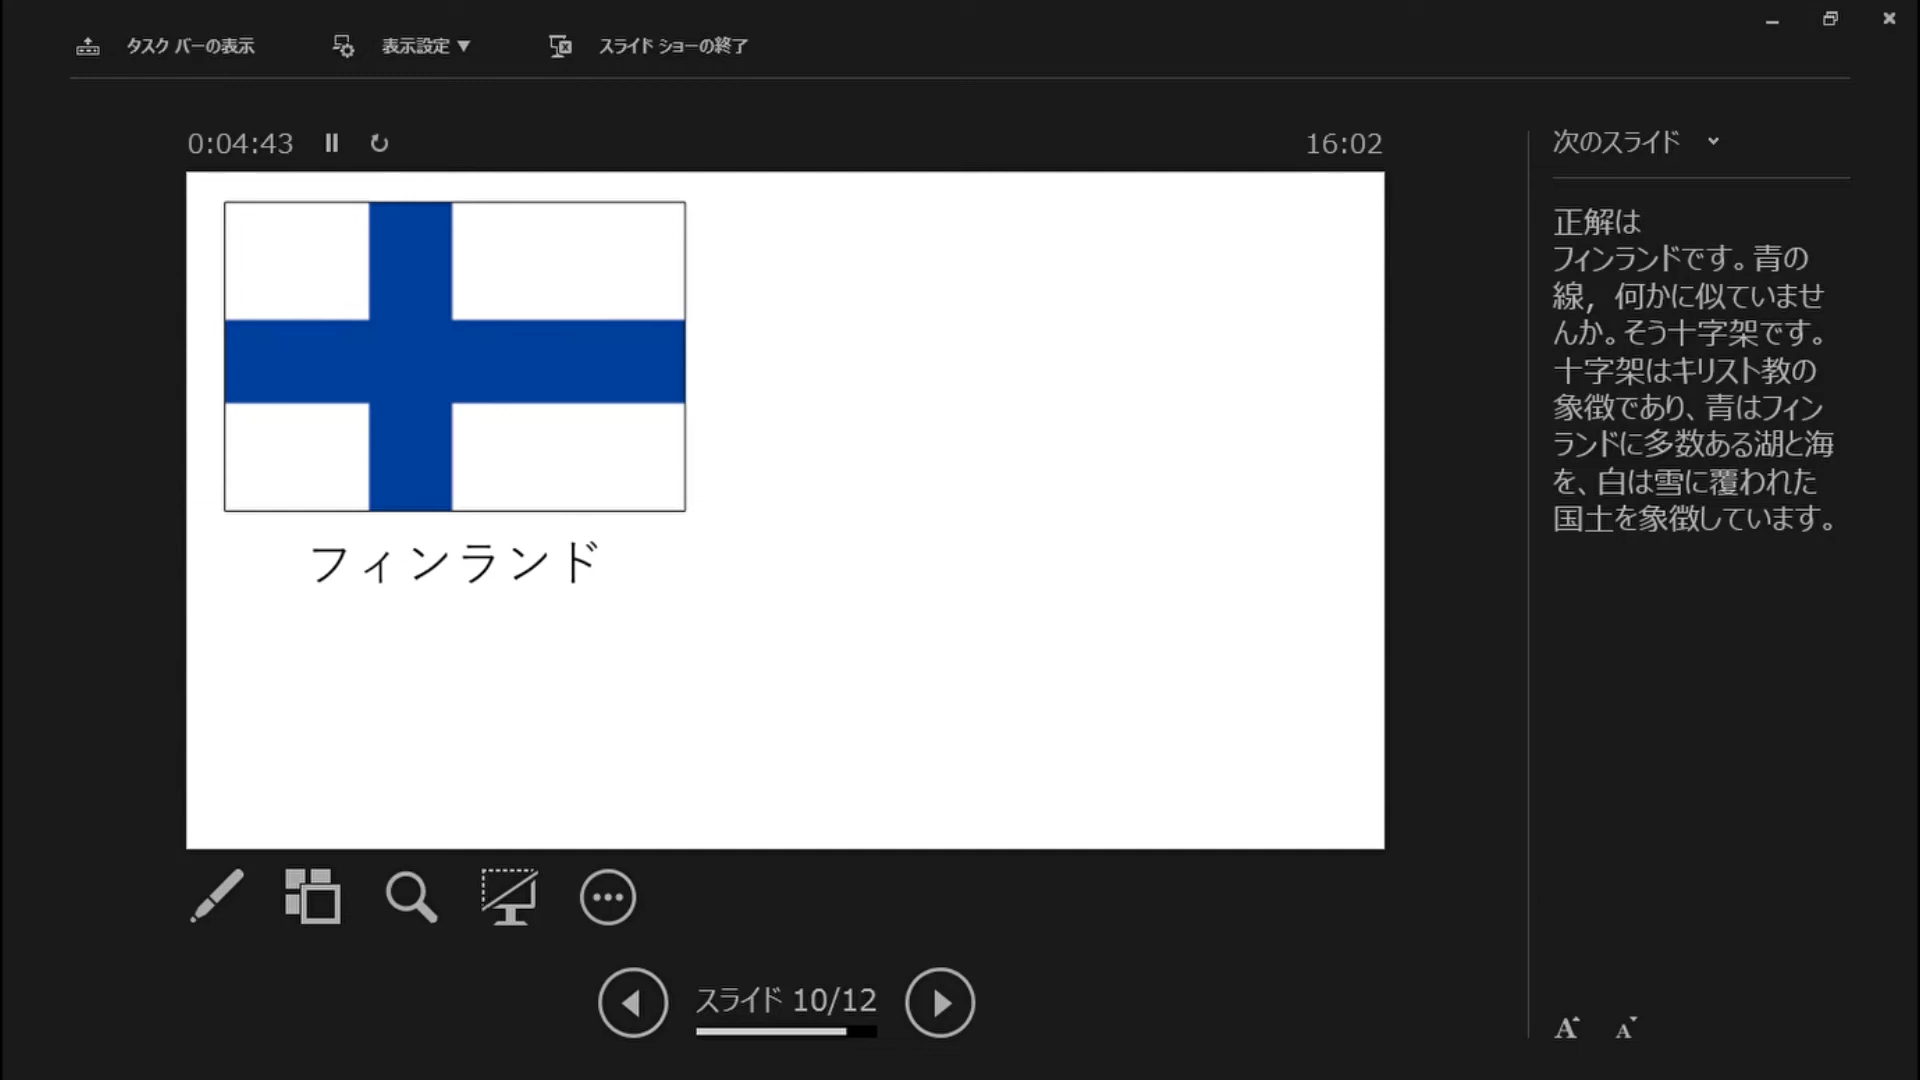 タスク バーの表示
表示設定 ▼
スライド ショーの終了
0:04:43
16:02
フィンランド
スライド 10/12
次のスライド
正解は
フィンランドです。青の
線，何かに似ていませ
んか。そう十字架です。
十字架はキリスト教の
象徴であり、青はフィン
ランドに多数ある湖と海
を、白は雪に覆われた
国土を象徴しています。
A
A